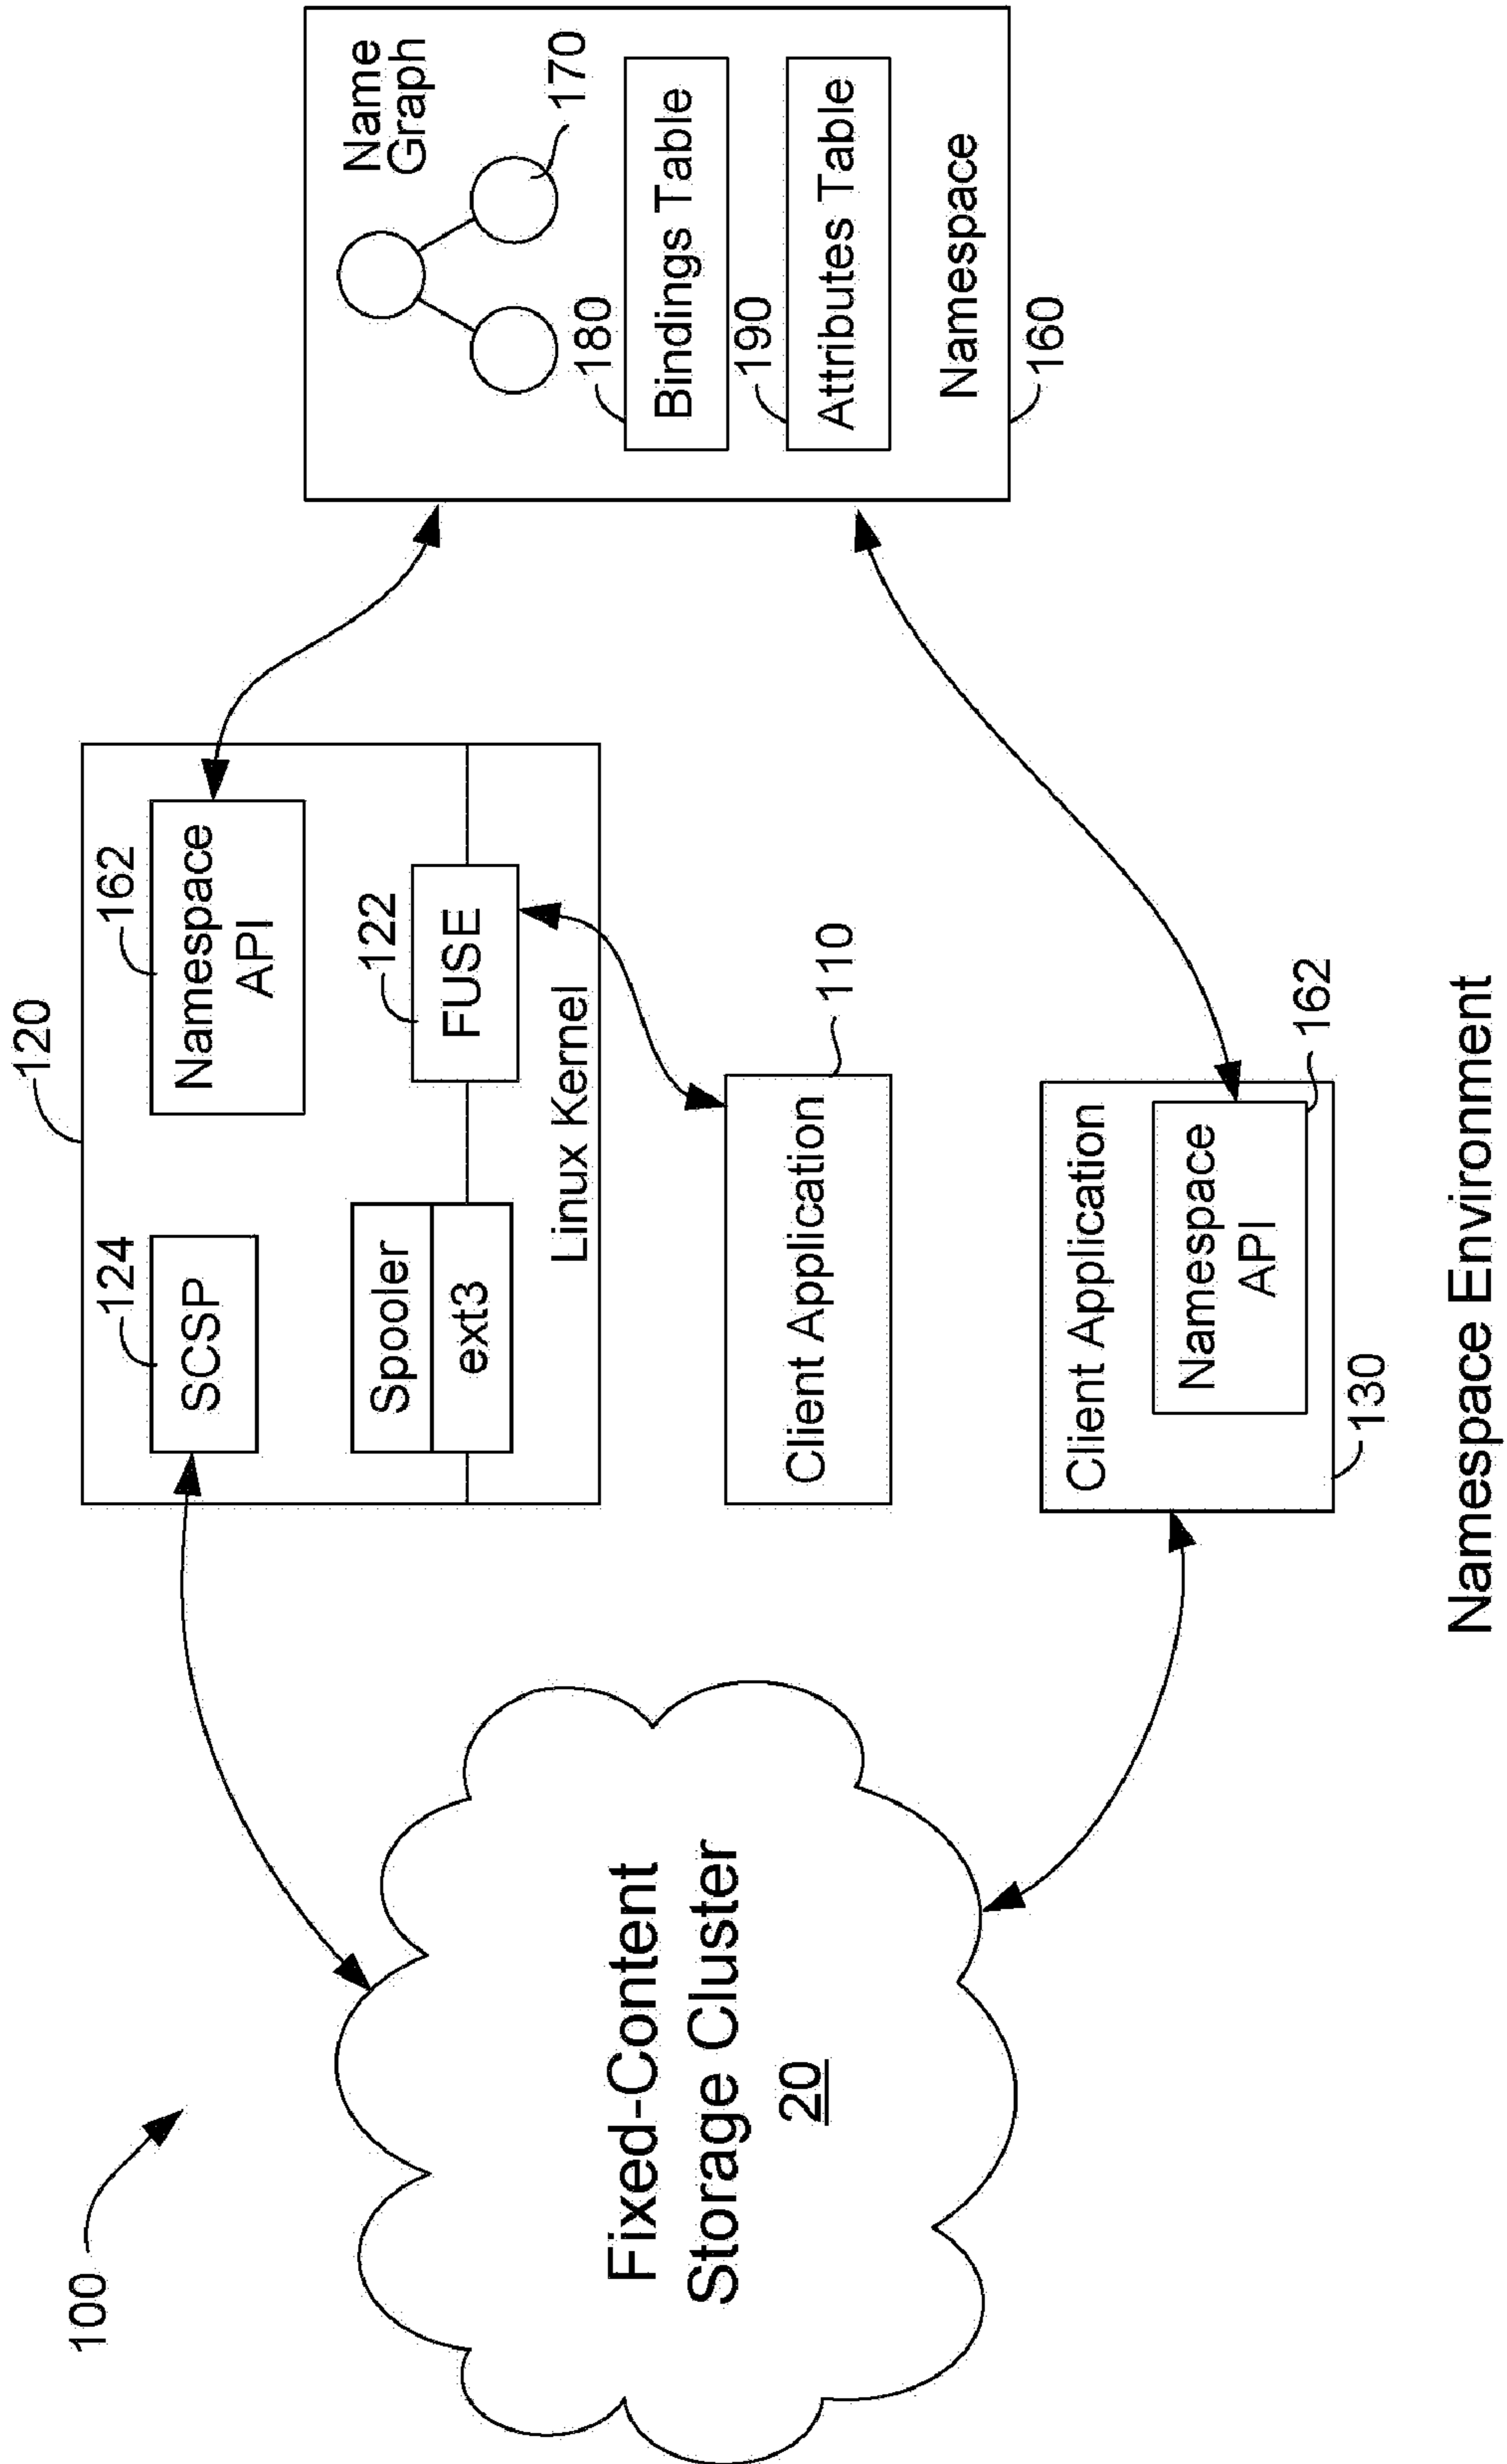 100
Fixed-Content
Storage Cluster
20
120
124
SCSP
162
Namespace
API
Spooler
ext3
122
FUSE
Linux Kernel
Client Application
110
Client Application
Namespace
API
162
130
Name
Graph
170
180
Bindings Table
190
Attributes Table
Namespace
160
Namespace Environment